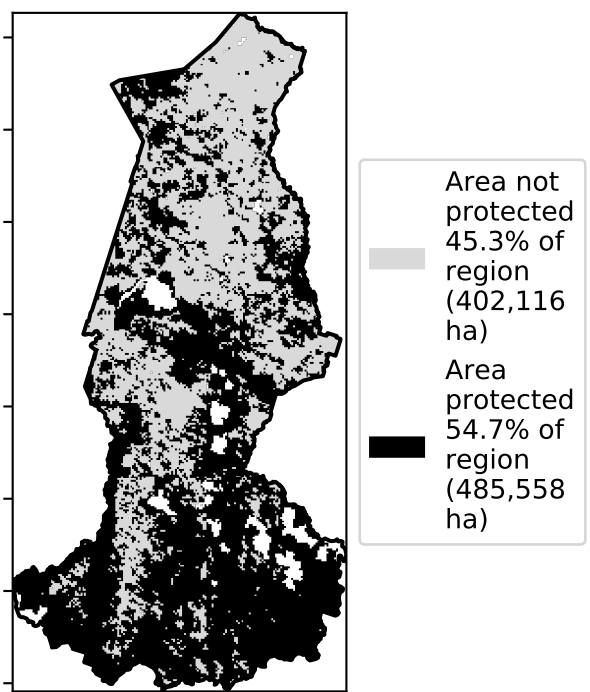 Area not
protected
45.3% of
region
(402,116
ha)
Area
protected
54.7% of
region
(485,558
ha)